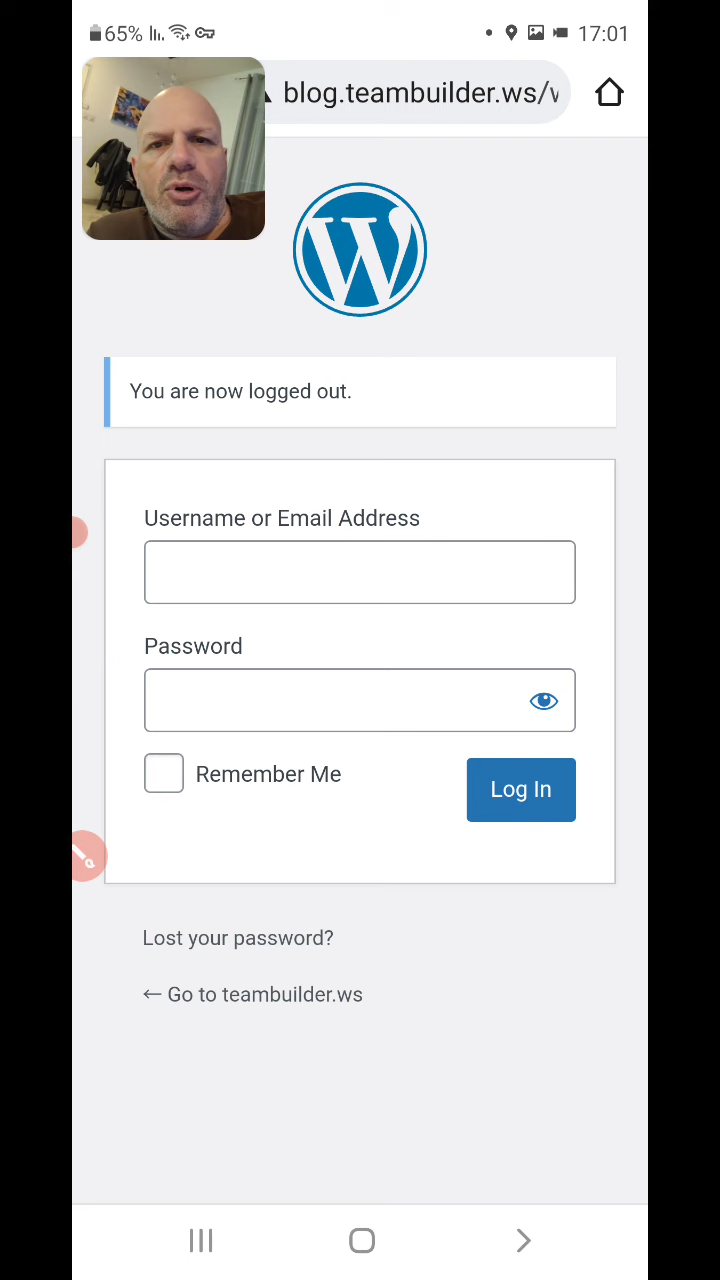 65% 17:01
blog.teambuilder.ws/
You are now logged out.
Username or Email Address
Password
Remember Me
Log In
Lost your password?
← Go to teambuilder.ws